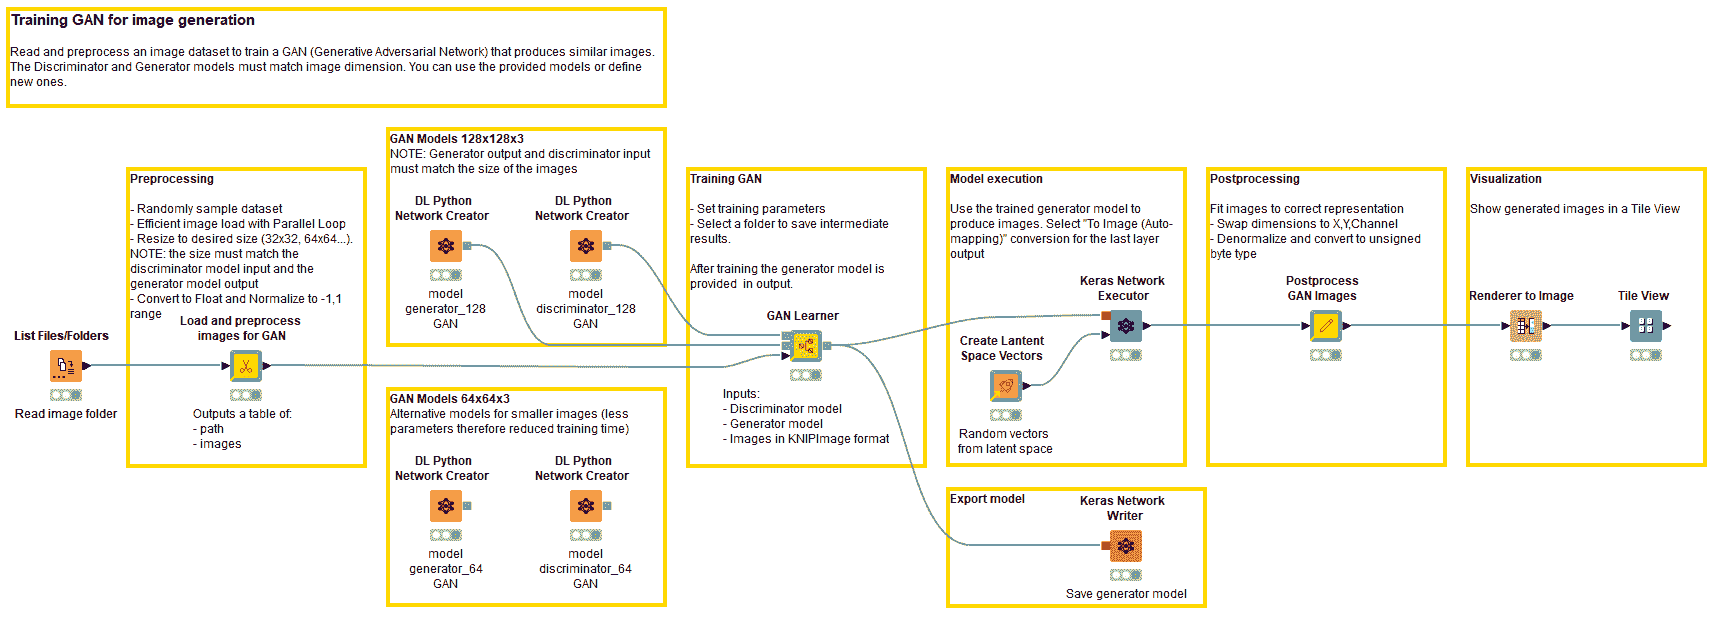 Training GAN for image generation
Read and preprocess an image dataset to train a GAN (Generative Adversarial Network) that produces similar images.
The Discriminator and Generator models must match image dimension. You can use the provided models or define
new ones.
List Files/Folders
Read image folder
Preprocessing
- Randomly sample dataset
- Efficient image load with Parallel Loop
- Resize to desired size (32x32, 64x64...).
NOTE: the size must match the
discriminator model input and the
generator model output
- Convert to Float and Normalize to -1,1
range
Load and preprocess
images for GAN
Outputs a table of:
- path
- images
GAN Models 128x128x3
NOTE: Generator output and discriminator input
must match the size of the images
DL Python
Network Creator
model
generator_128
GAN
DL Python
Network Creator
model
discriminator_128
GAN
GAN Models 64x64x3
Alternative models for smaller images (less
parameters therefore reduced training time)
DL Python
Network Creator
model
generator_64
GAN
DL Python
Network Creator
model
discriminator_64
GAN
Training GAN
- Set training parameters
- Select a folder to save intermediate
results.
After training the generator model is
provided in output.
GAN Learner
Inputs:
- Discriminator model
- Generator model
- Images in KNIPImage format
Model execution
Use the trained generator model to
produce images. Select "To Image (Auto-
mapping)" conversion for the last layer
output
Keras Network
Executor
Create Lantent
Space Vectors
Random vectors
from latent space
Export model
Keras Network
Writer
Save generator model
Postprocessing
Fit images to correct representation
- Swap dimensions to X,Y,Channel
- Denormalize and convert to unsigned
byte type
Postprocess
GAN Images
Visualization
Show generated images in a Tile View
Renderer to Image
Tile View